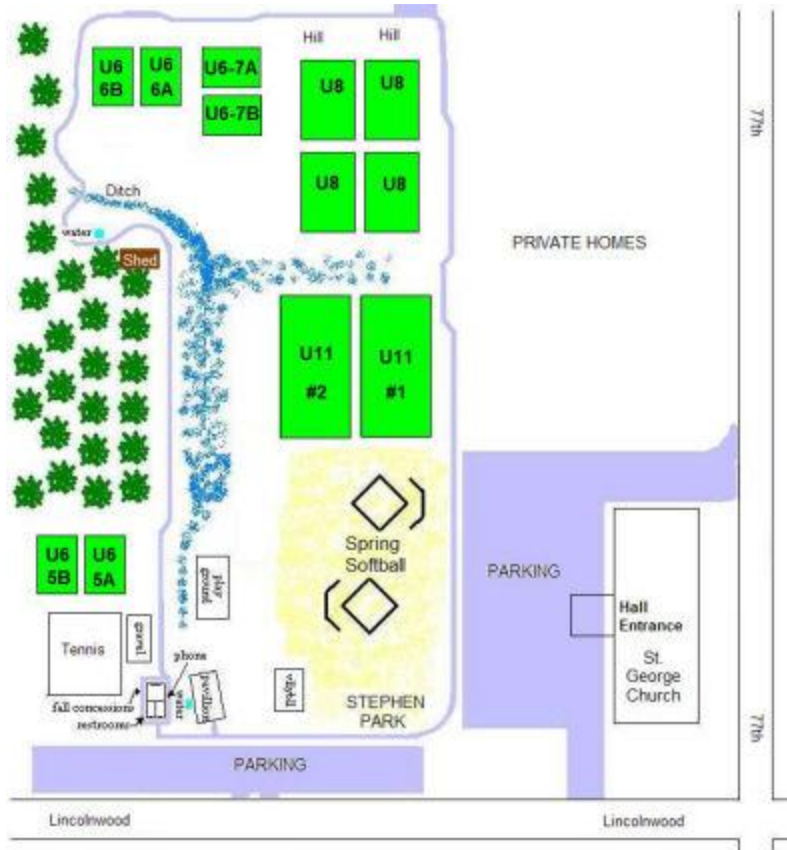 Hill
Hill
U6
6B
U6
6A
U6-7A
U6-7B
U8
U8
U8
U8
77th
Ditch
water
Shed
PRIVATE HOMES
U11
#2
U11
#1
Spring
Softball
U6
5B
U6
5A
play
ground
PARKING
Hall
Entrance
St.
George
Church
Tennis
gravel
phone
fall concessions
restrooms
water
pavillion
vllybll
STEPHEN
PARK
77th
PARKING
Lincolnwood
Lincolnwood